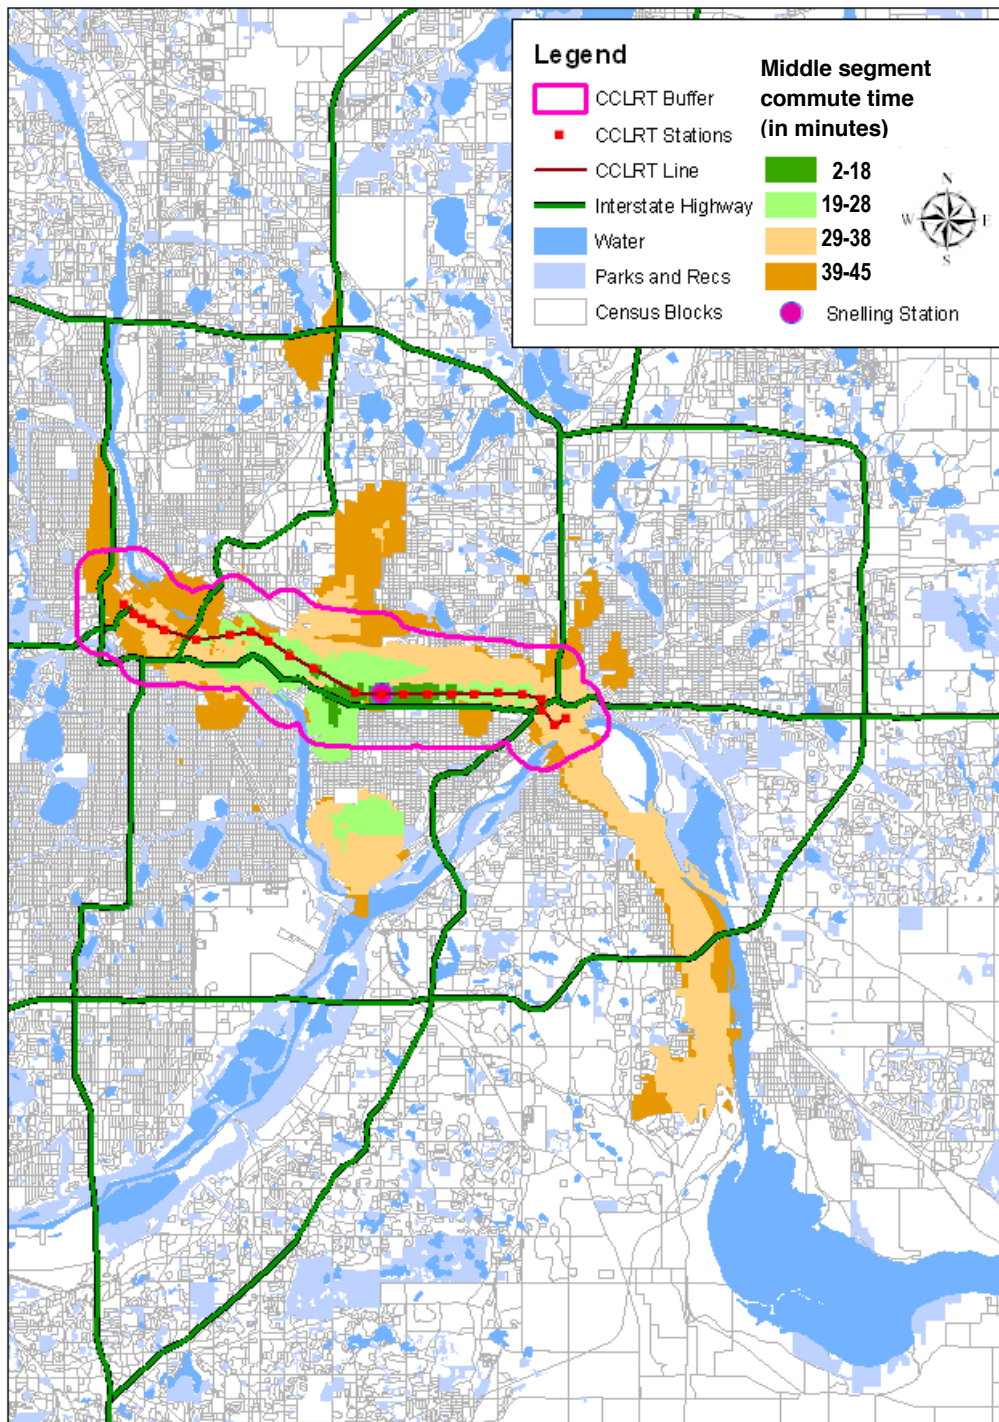 Legend
CCLRT Buffer
CCLRT Stations
CCLRT Line
Interstate Highway
Water
Parks and Recs
Census Blocks
Middle segment
commute time
(in minutes)
2-18
19-28
29-38
39-45
Snelling Station
N
W E
S